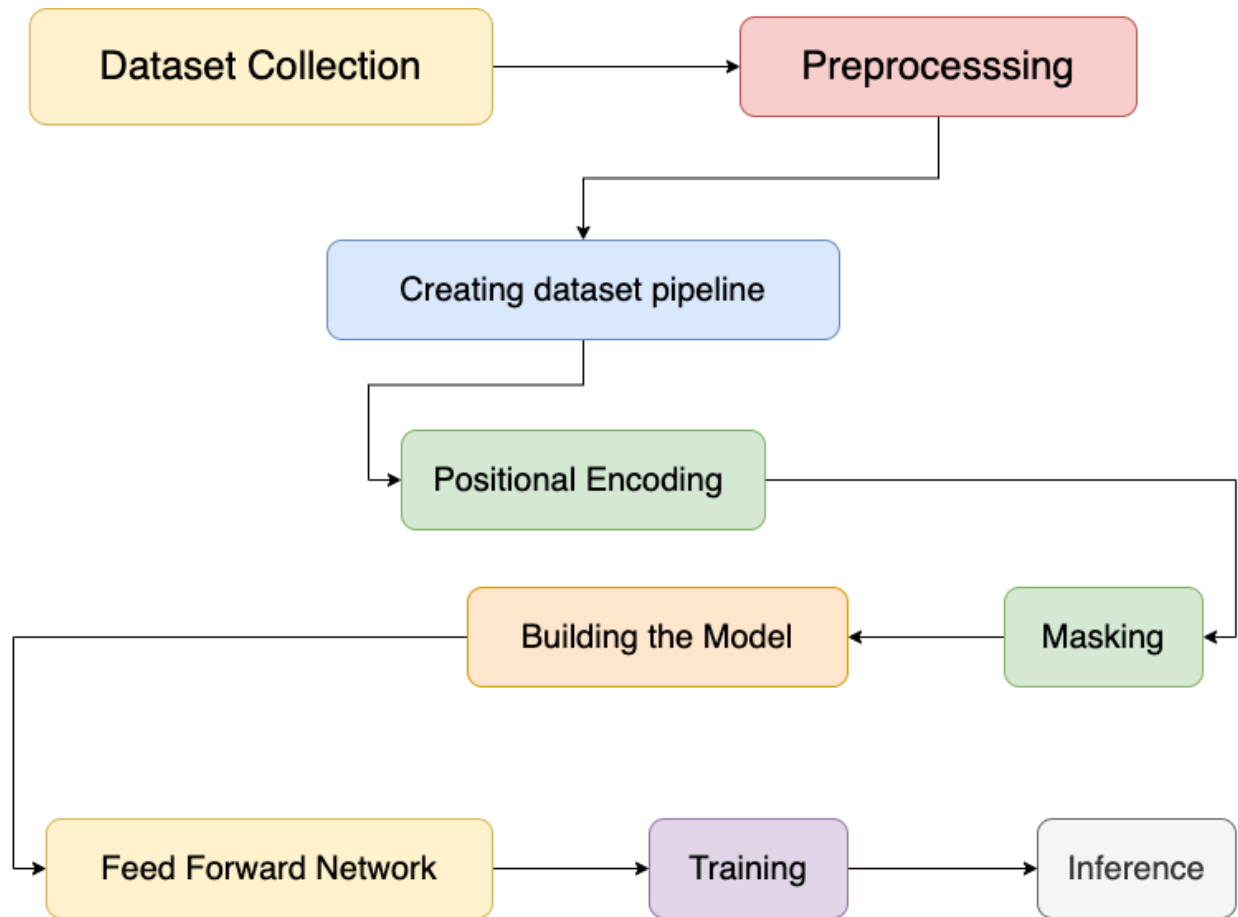 Dataset Collection
Preprocesssing
Creating dataset pipeline
Positional Encoding
Building the Model
Masking
Feed Forward Network
Training
Inference